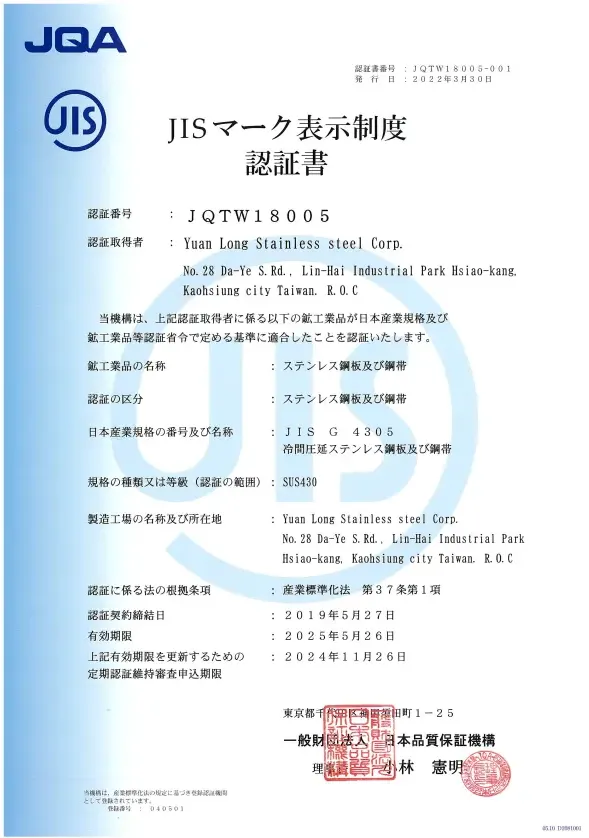 JQA
認証書番号 : JQTW18005-001
発行日 : 2022年3月30日
JIS
JISマーク表示制度
認証書
認証番号 : JQTW18005
認証取得者 : Yuan Long Stainless steel Corp.
No.28 Da-Ye S.Rd., Lin-Hai Industrial Park Hsiao-kang,
Kaohsiung city Taiwan. R.O.C
当機構は、上記認証取得者に係る以下の鉱工業品が日本産業規格及び
鉱工業品等認証省令で定める基準に適合したことを認証いたします。
鉱工業品の名称 : ステンレス鋼板及び鋼帯
認証の区分 : ステンレス鋼板及び鋼帯
日本産業規格の番号及び名称 : JIS G 4305
冷間圧延ステンレス鋼板及び鋼帯
規格の種類又は等級（認証の範囲） : SUS430
製造工場の名称及び所在地 : Yuan Long Stainless steel Corp.
No.28 Da-Ye S.Rd., Lin-Hai Industrial Park
Hsiao-kang, Kaohsiung city Taiwan. R.O.C
認証に係る法の根拠条項 : 産業標準化法 第37条第1項
認証契約締結日 : 2019年5月27日
有効期限 : 2025年5月26日
上記有効期限を更新するための : 2024年11月26日
定期認証維持審査申込期限
東京都千代田区神田須田町1-25
一般財団法人 日本品質保証機構
理事長 小林 憲明
当機構は、産業標準化法の規定に基づき登録認証機関
として登録されています。
登録番号 : 040501